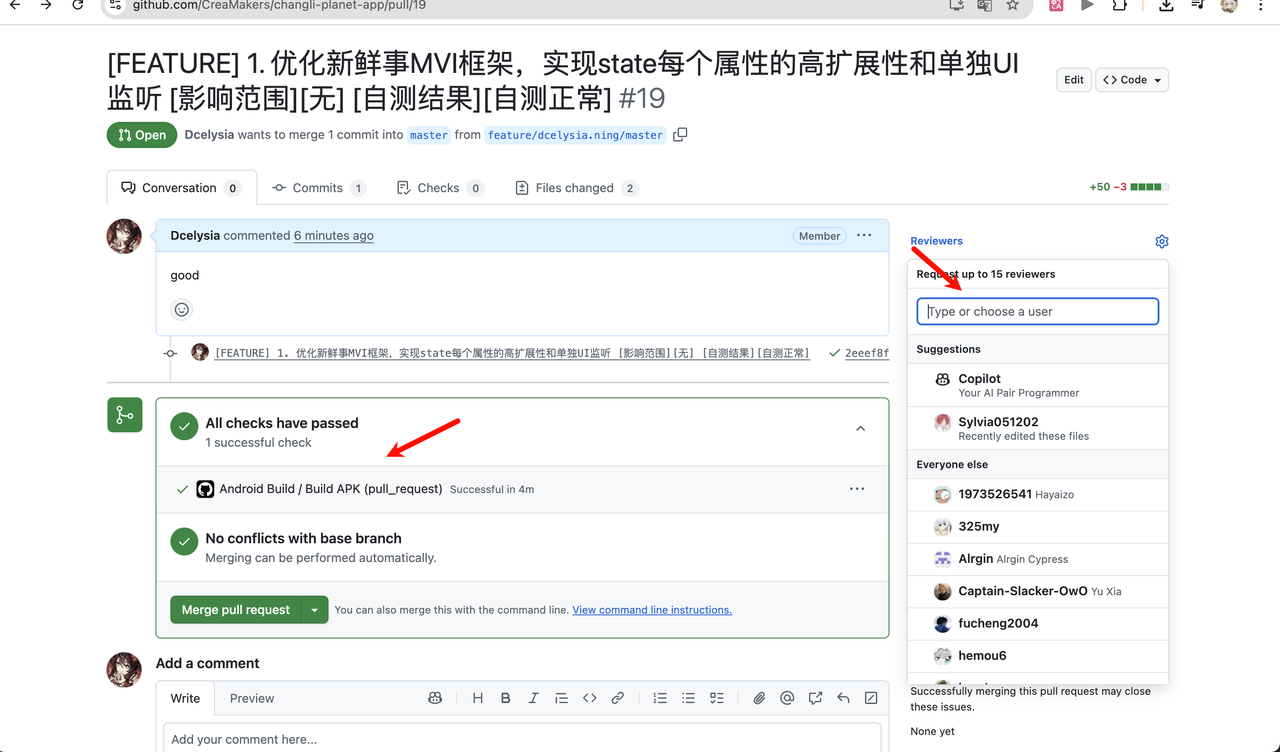 github.com/CreaMakers/changli-planet-app/pull/19
[FEATURE] 1. 优化新鲜事MVI框架，实现state每个属性的高扩展性和单独UI
监听 [影响范围][无] [自测结果][自测正常] #19
Edit
Code
Open
Dcelysia wants to merge 1 commit into master from feature/dcelysia.ning/master
Conversation 0
Commits 1
Checks 0
Files changed 2
+50 −3
Dcelysia commented 6 minutes ago
Member
good
[FEATURE] 1. 优化新鲜事MVI框架，实现state每个属性的高扩展性和单独UI监听 [影响范围][无] [自测结果][自测正常]
2eeef8f
All checks have passed
1 successful check
Android Build / Build APK (pull_request) Successful in 4m
No conflicts with base branch
Merging can be performed automatically.
Merge pull request
You can also merge this with the command line. View command line instructions.
Add a comment
Write
Preview
Add your comment here...
Reviewers
Request up to 15 reviewers
Type or choose a user
Suggestions
Copilot
Your AI Pair Programmer
Sylvia051202
Recently edited these files
Everyone else
1973526541 Hayaizo
325my
Alrgin Alrgin Cypress
Captain-Slacker-OwO Yu Xia
fucheng2004
hemou6
Successfully merging this pull request may close
these issues.
None yet